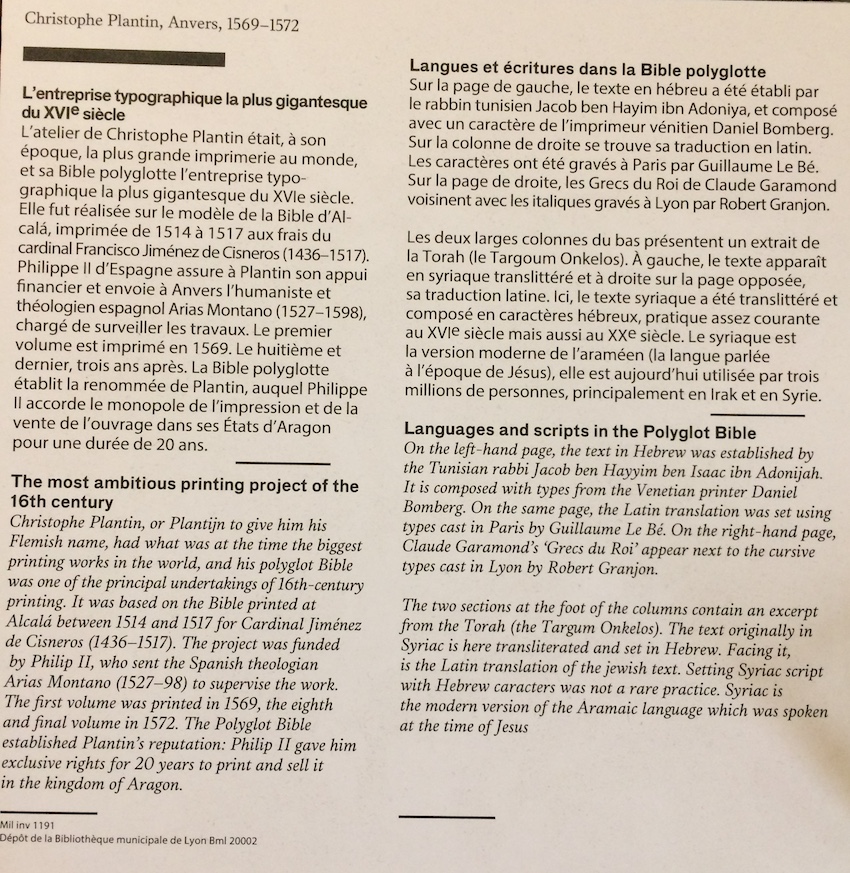 Christophe Plantin, Anvers, 1569–1572
L'entreprise typographique la plus gigantesque
du XVIe siècle
L'atelier de Christophe Plantin était, à son
époque, la plus grande imprimerie au monde,
et sa Bible polyglotte l'entreprise typo-
graphique la plus gigantesque du XVIe siècle.
Elle fut réalisée sur le modèle de la Bible d'Al-
calá, imprimée de 1514 à 1517 aux frais du
cardinal Francisco Jiménez de Cisneros (1436–1517).
Philippe II d'Espagne assure à Plantin son appui
financier et envoie à Anvers l'humaniste et
théologien espagnol Arias Montano (1527–1598),
chargé de surveiller les travaux. Le premier
volume est imprimé en 1569. Le huitième et
dernier, trois ans après. La Bible polyglotte
établit la renommée de Plantin, auquel Philippe
II accorde le monopole de l'impression et de la
vente de l'ouvrage dans ses États d'Aragon
pour une durée de 20 ans.
The most ambitious printing project of the
16th century
Christophe Plantin, or Plantijn to give him his
Flemish name, had what was at the time the biggest
printing works in the world, and his polyglot Bible
was one of the principal undertakings of 16th-century
printing. It was based on the Bible printed at
Alcalá between 1514 and 1517 for Cardinal Jiménez
de Cisneros (1436–1517). The project was funded
by Philip II, who sent the Spanish theologian
Arias Montano (1527–98) to supervise the work.
The first volume was printed in 1569, the eighth
and final volume in 1572. The Polyglot Bible
established Plantin's reputation: Philip II gave him
exclusive rights for 20 years to print and sell it
in the kingdom of Aragon.
Mil inv 1191
Dépôt de la Bibliothèque municipale de Lyon Bml 20002
Langues et écritures dans la Bible polyglotte
Sur la page de gauche, le texte en hébreu a été établi par
le rabbin tunisien Jacob ben Hayim ibn Adoniya, et composé
avec un caractère de l'imprimeur vénitien Daniel Bomberg.
Sur la colonne de droite se trouve sa traduction en latin.
Les caractères ont été gravés à Paris par Guillaume Le Bé.
Sur la page de droite, les Grecs du Roi de Claude Garamond
voisinent avec les italiques gravés à Lyon par Robert Granjon.
Les deux larges colonnes du bas présentent un extrait de
la Torah (le Targoum Onkelos). À gauche, le texte apparaît
en syriaque translittéré et à droite sur la page opposée,
sa traduction latine. Ici, le texte syriaque a été translittéré et
composé en caractères hébreux, pratique assez courante
au XVIe siècle mais aussi au XXe siècle. Le syriaque est
la version moderne de l'araméen (la langue parlée
à l'époque de Jésus), elle est aujourd'hui utilisée par trois
millions de personnes, principalement en Irak et en Syrie.
Languages and scripts in the Polyglot Bible
On the left-hand page, the text in Hebrew was established by
the Tunisian rabbi Jacob ben Hayyim ben Isaac ibn Adonijah.
It is composed with types from the Venetian printer Daniel
Bomberg. On the same page, the Latin translation was set using
types cast in Paris by Guillaume Le Bé. On the right-hand page,
Claude Garamond's 'Grecs du Roi' appear next to the cursive
types cast in Lyon by Robert Granjon.
The two sections at the foot of the columns contain an excerpt
from the Torah (the Targum Onkelos). The text originally in
Syriac is here transliterated and set in Hebrew. Facing it,
is the Latin translation of the jewish text. Setting Syriac script
with Hebrew caracters was not a rare practice. Syriac is
the modern version of the Aramaic language which was spoken
at the time of Jesus